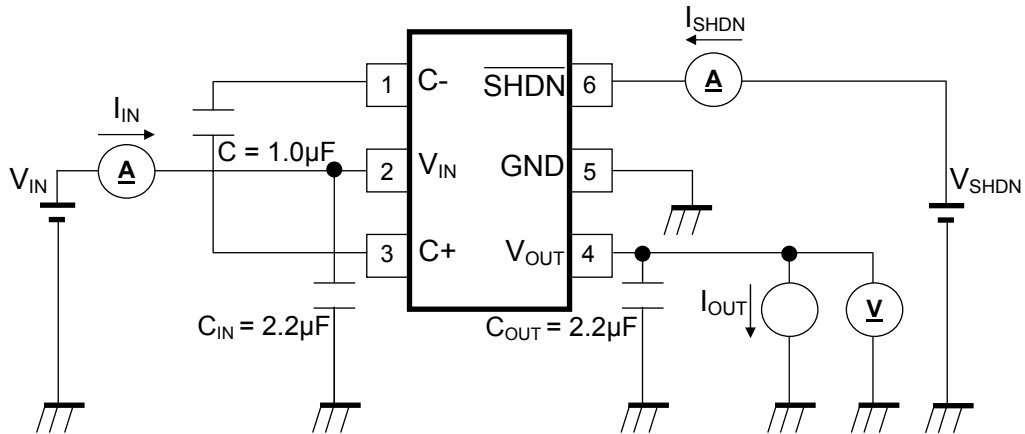 I_SHDN
1 C- SHDN 6
A
I_IN
C = 1.0µF
A
2 V_IN GND 5
V_IN
V_SHDN
3 C+ V_OUT 4
I_OUT
V
C_IN = 2.2µF
C_OUT = 2.2µF